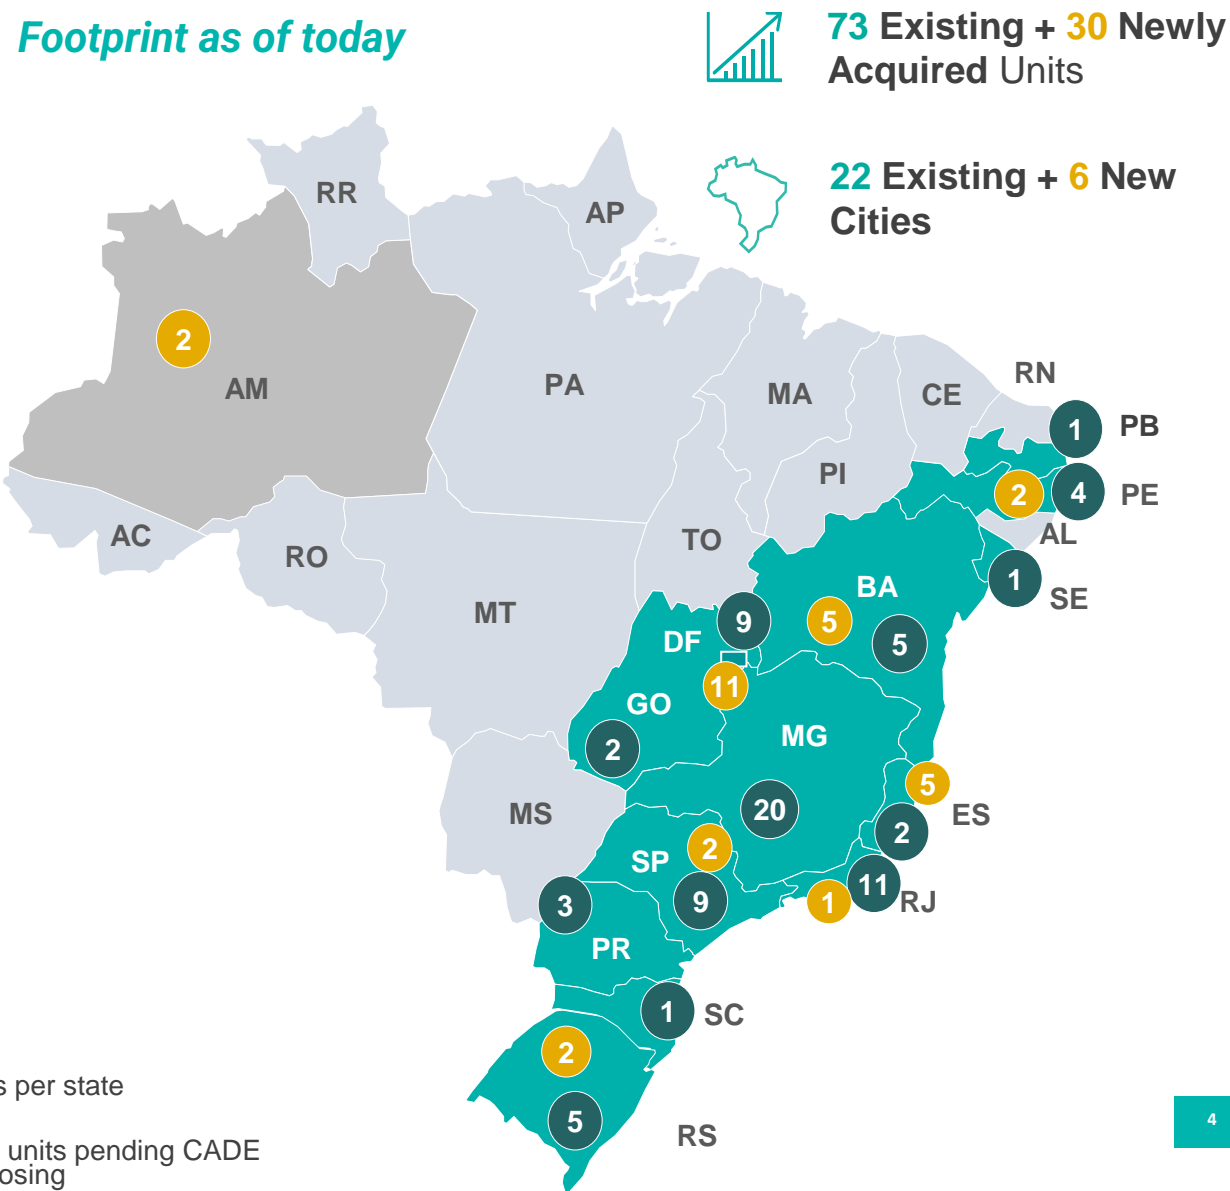 Footprint as of today
73 Existing + 30 Newly
Acquired Units
22 Existing + 6 New
Cities
RR
AP
2
AM
PA
MA
CE
RN
1
PB
PI
2
4
PE
AC
RO
TO
AL
MT
BA
1
SE
DF
9
5
5
11
GO
2
MG
5
MS
20
ES
2
SP
2
11
RJ
3
9
1
PR
1
SC
2
5
RS
s per state
units pending CADE
osing
4